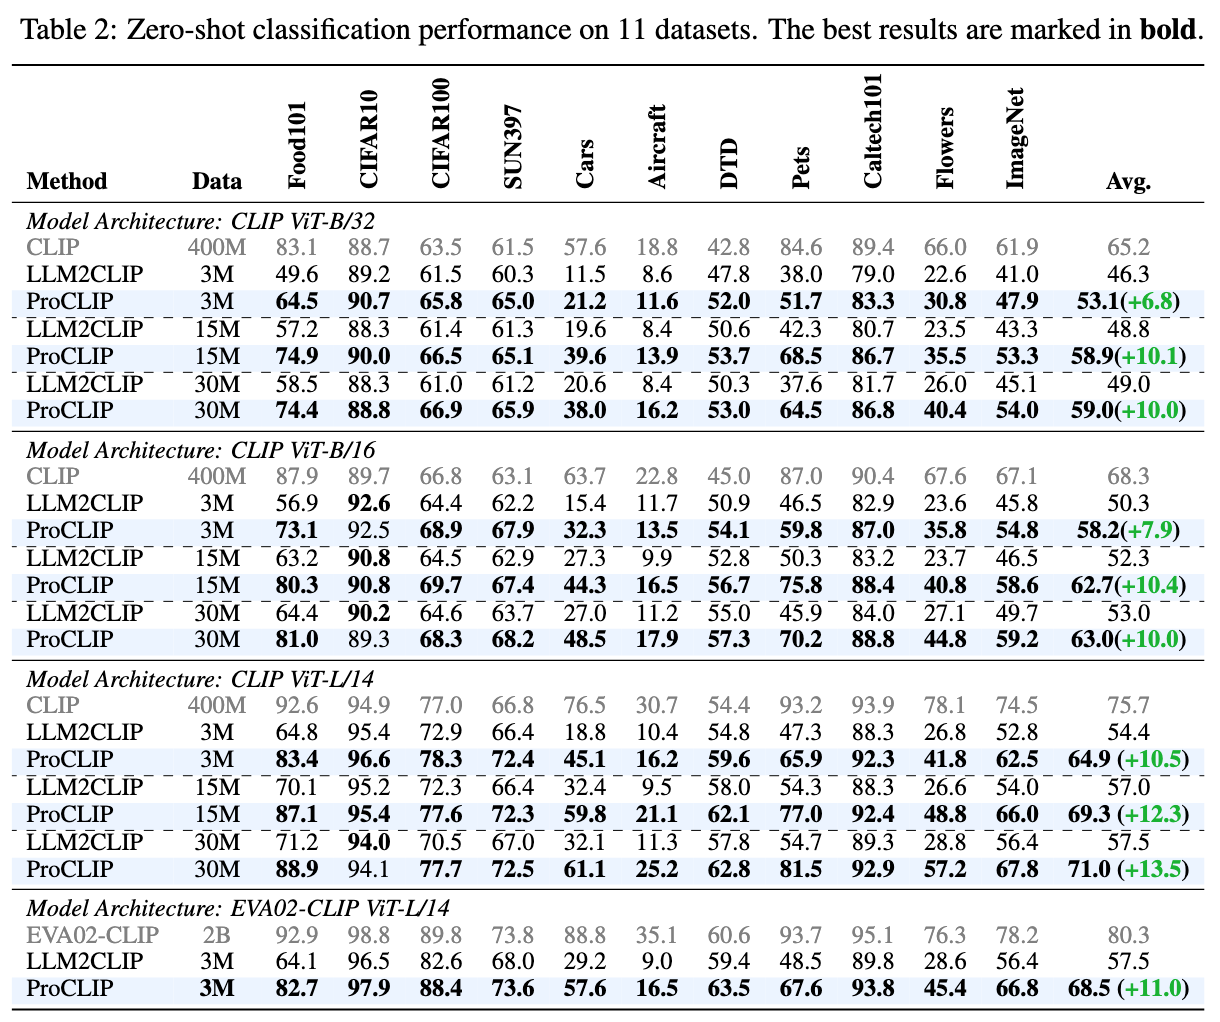 Table 2: Zero-shot classification performance on 11 datasets. The best results are marked in bold.
Method Data Food101 CIFAR10 CIFAR100 SUN397 Cars Aircraft DTD Pets Caltech101 Flowers ImageNet Avg.
Model Architecture: CLIP ViT-B/32
CLIP 400M 83.1 88.7 63.5 61.5 57.6 18.8 42.8 84.6 89.4 66.0 61.9 65.2
LLM2CLIP 3M 49.6 89.2 61.5 60.3 11.5 8.6 47.8 38.0 79.0 22.6 41.0 46.3
ProCLIP 3M 64.5 90.7 65.8 65.0 21.2 11.6 52.0 51.7 83.3 30.8 47.9 53.1(+6.8)
LLM2CLIP 15M 57.2 88.3 61.4 61.3 19.6 8.4 50.6 42.3 80.7 23.5 43.3 48.8
ProCLIP 15M 74.9 90.0 66.5 65.1 39.6 13.9 53.7 68.5 86.7 35.5 53.3 58.9(+10.1)
LLM2CLIP 30M 58.5 88.3 61.0 61.2 20.6 8.4 50.3 37.6 81.7 26.0 45.1 49.0
ProCLIP 30M 74.4 88.8 66.9 65.9 38.0 16.2 53.0 64.5 86.8 40.4 54.0 59.0(+10.0)
Model Architecture: CLIP ViT-B/16
CLIP 400M 87.9 89.7 66.8 63.1 63.7 22.8 45.0 87.0 90.4 67.6 67.1 68.3
LLM2CLIP 3M 56.9 92.6 64.4 62.2 15.4 11.7 50.9 46.5 82.9 23.6 45.8 50.3
ProCLIP 3M 73.1 92.5 68.9 67.9 32.3 13.5 54.1 59.8 87.0 35.8 54.8 58.2(+7.9)
LLM2CLIP 15M 63.2 90.8 64.5 62.9 27.3 9.9 52.8 50.3 83.2 23.7 46.5 52.3
ProCLIP 15M 80.3 90.8 69.7 67.4 44.3 16.5 56.7 75.8 88.4 40.8 58.6 62.7(+10.4)
LLM2CLIP 30M 64.4 90.2 64.6 63.7 27.0 11.2 55.0 45.9 84.0 27.1 49.7 53.0
ProCLIP 30M 81.0 89.3 68.3 68.2 48.5 17.9 57.3 70.2 88.8 44.8 59.2 63.0(+10.0)
Model Architecture: CLIP ViT-L/14
CLIP 400M 92.6 94.9 77.0 66.8 76.5 30.7 54.4 93.2 93.9 78.1 74.5 75.7
LLM2CLIP 3M 64.8 95.4 72.9 66.4 18.8 10.4 54.8 47.3 88.3 26.8 52.8 54.4
ProCLIP 3M 83.4 96.6 78.3 72.4 45.1 16.2 59.6 65.9 92.3 41.8 62.5 64.9 (+10.5)
LLM2CLIP 15M 70.1 95.2 72.3 66.4 32.4 9.5 58.0 54.3 88.3 26.6 54.0 57.0
ProCLIP 15M 87.1 95.4 77.6 72.3 59.8 21.1 62.1 77.0 92.4 48.8 66.0 69.3 (+12.3)
LLM2CLIP 30M 71.2 94.0 70.5 67.0 32.1 11.3 57.8 54.7 89.3 28.8 56.4 57.5
ProCLIP 30M 88.9 94.1 77.7 72.5 61.1 25.2 62.8 81.5 92.9 57.2 67.8 71.0 (+13.5)
Model Architecture: EVA02-CLIP ViT-L/14
EVA02-CLIP 2B 92.9 98.8 89.8 73.8 88.8 35.1 60.6 93.7 95.1 76.3 78.2 80.3
LLM2CLIP 3M 64.1 96.5 82.6 68.0 29.2 9.0 59.4 48.5 89.8 28.6 56.4 57.5
ProCLIP 3M 82.7 97.9 88.4 73.6 57.6 16.5 63.5 67.6 93.8 45.4 66.8 68.5 (+11.0)